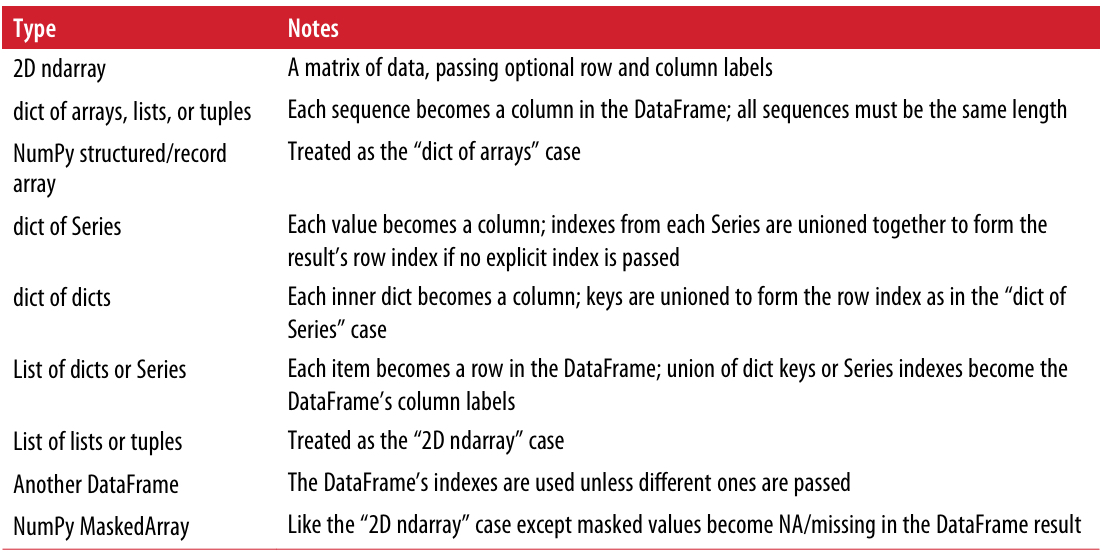 Type Notes
2D ndarray A matrix of data, passing optional row and column labels
dict of arrays, lists, or tuples Each sequence becomes a column in the DataFrame; all sequences must be the same length
NumPy structured/record Treated as the “dict of arrays” case
array
dict of Series Each value becomes a column; indexes from each Series are unioned together to form the
result’s row index if no explicit index is passed
dict of dicts Each inner dict becomes a column; keys are unioned to form the row index as in the “dict of
Series” case
List of dicts or Series Each item becomes a row in the DataFrame; union of dict keys or Series indexes become the
DataFrame’s column labels
List of lists or tuples Treated as the “2D ndarray” case
Another DataFrame The DataFrame’s indexes are used unless different ones are passed
NumPy MaskedArray Like the “2D ndarray” case except masked values become NA/missing in the DataFrame result